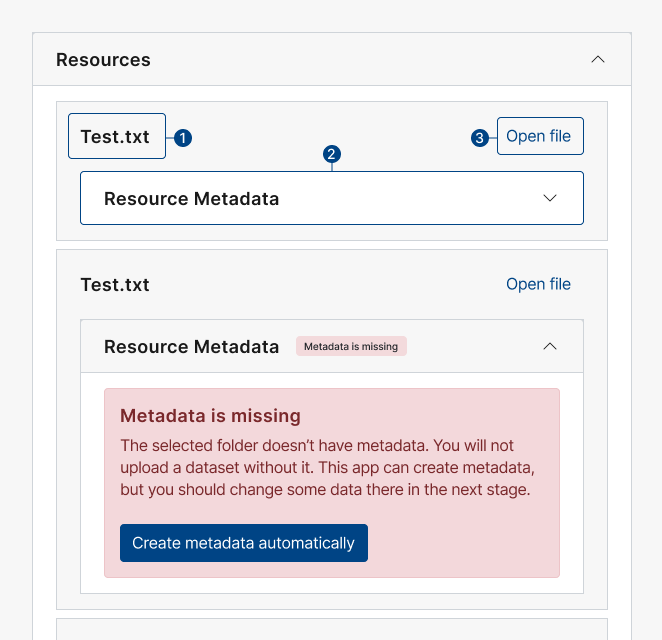 Resources
Test.txt 1 3 Open file
2
Resource Metadata
Test.txt Open file
Resource Metadata Metadata is missing
Metadata is missing
The selected folder doesn’t have metadata. You will not
upload a dataset without it. This app can create metadata,
but you should change some data there in the next stage.
Create metadata automatically